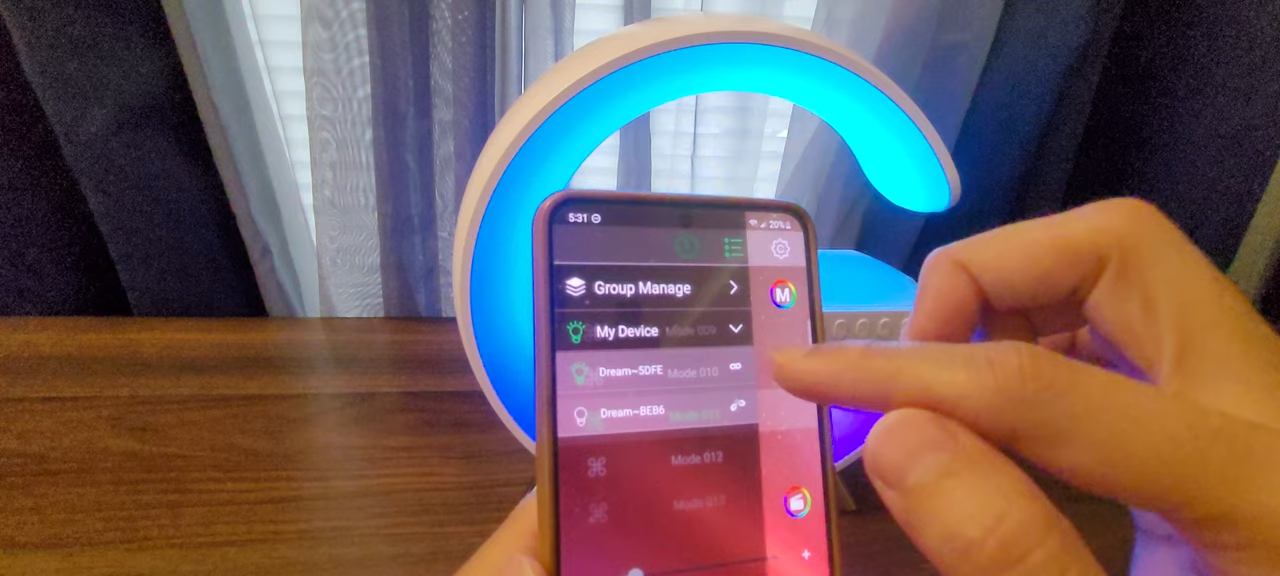 5:31
20%
C
Group Manage
M
My Device Mode 009
Dream~5DFE Mode 010
Dream~BEB6
Mode 012